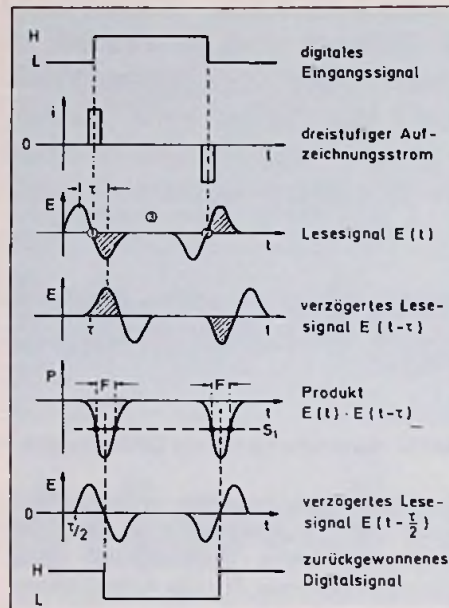 H
L
digitales
Eingangssignal
i
0
t
dreistufiger Auf-
zeichnungsstrom
E
τ
③
t
Lesesignal E(t)
E
τ
t
verzögertes Lese-
signal E(t-τ)
P
F
F
t
S₁
Produkt
E(t)·E(t-τ)
E
0
τ/2
t
verzögertes Lese-
signal E(t-τ/2)
H
L
zurückgewonnenes
Digitalsignal
t